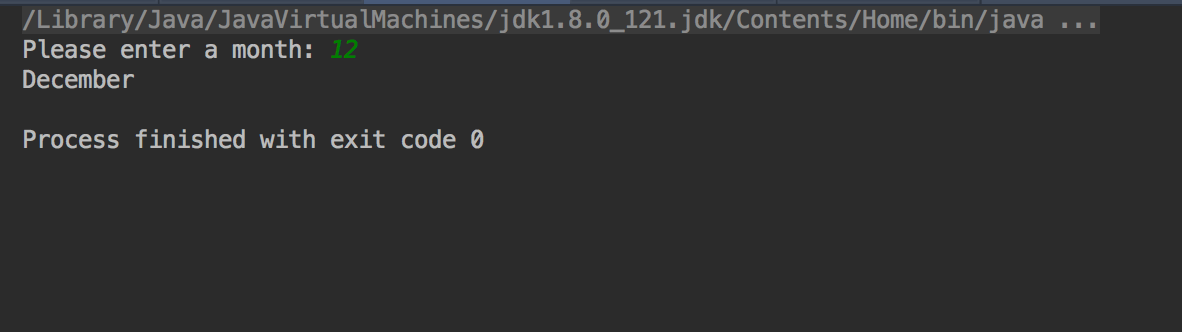 /Library/Java/JavaVirtualMachines/jdk1.8.0_121.jdk/Contents/Home/bin/java ...
Please enter a month: 12
December
Process finished with exit code 0